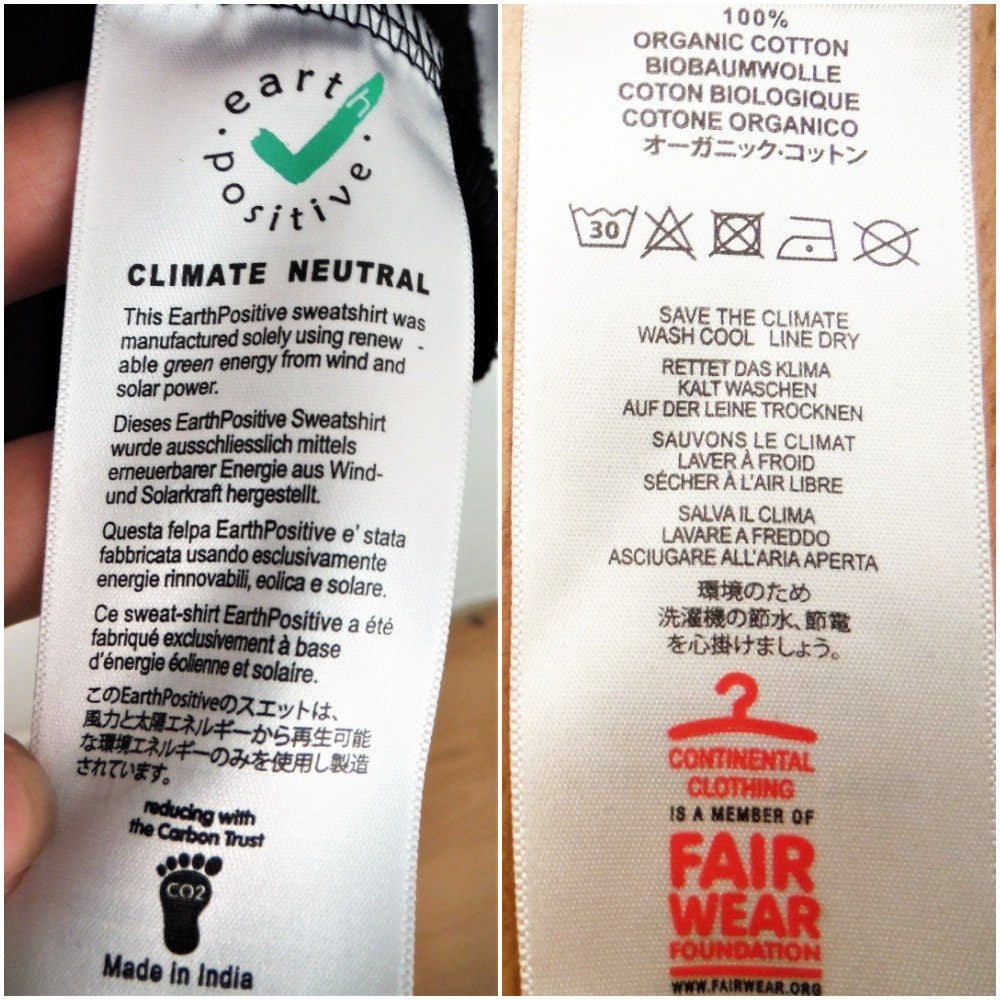 earth
positive
CLIMATE NEUTRAL
This EarthPositive sweatshirt was
manufactured solely using renew -
able green energy from wind and
solar power.
Dieses EarthPositive Sweatshirt
wurde ausschliesslich mittels
erneuerbarer Energie aus Wind-
und Solarkraft hergestellt.
Questa felpa EarthPositive e' stata
fabbricata usando esclusivamente
energie rinnovabili, eolica e solare.
Ce sweat-shirt EarthPositive a été
fabriqué exclusivement à base
d'énergie éolienne et solaire.
このEarthPositiveのスエットは、
風力と太陽エネルギーから再生可能
な環境エネルギーのみを使用し製造
されています。
reducing with
the Carbon Trust
CO2
Made in India
100%
ORGANIC COTTON
BIOBAUMWOLLE
COTON BIOLOGIQUE
COTONE ORGANICO
オーガニック・コットン
30
SAVE THE CLIMATE
WASH COOL LINE DRY
RETTET DAS KLIMA
KALT WASCHEN
AUF DER LEINE TROCKNEN
SAUVONS LE CLIMAT
LAVER À FROID
SÉCHER À L'AIR LIBRE
SALVA IL CLIMA
LAVARE A FREDDO
ASCIUGARE ALL'ARIA APERTA
環境のため
洗濯機の節水、節電
を心掛けましょう。
CONTINENTAL
CLOTHING
IS A MEMBER OF
FAIR
WEAR
FOUNDATION
WWW.FAIRWEAR.ORG